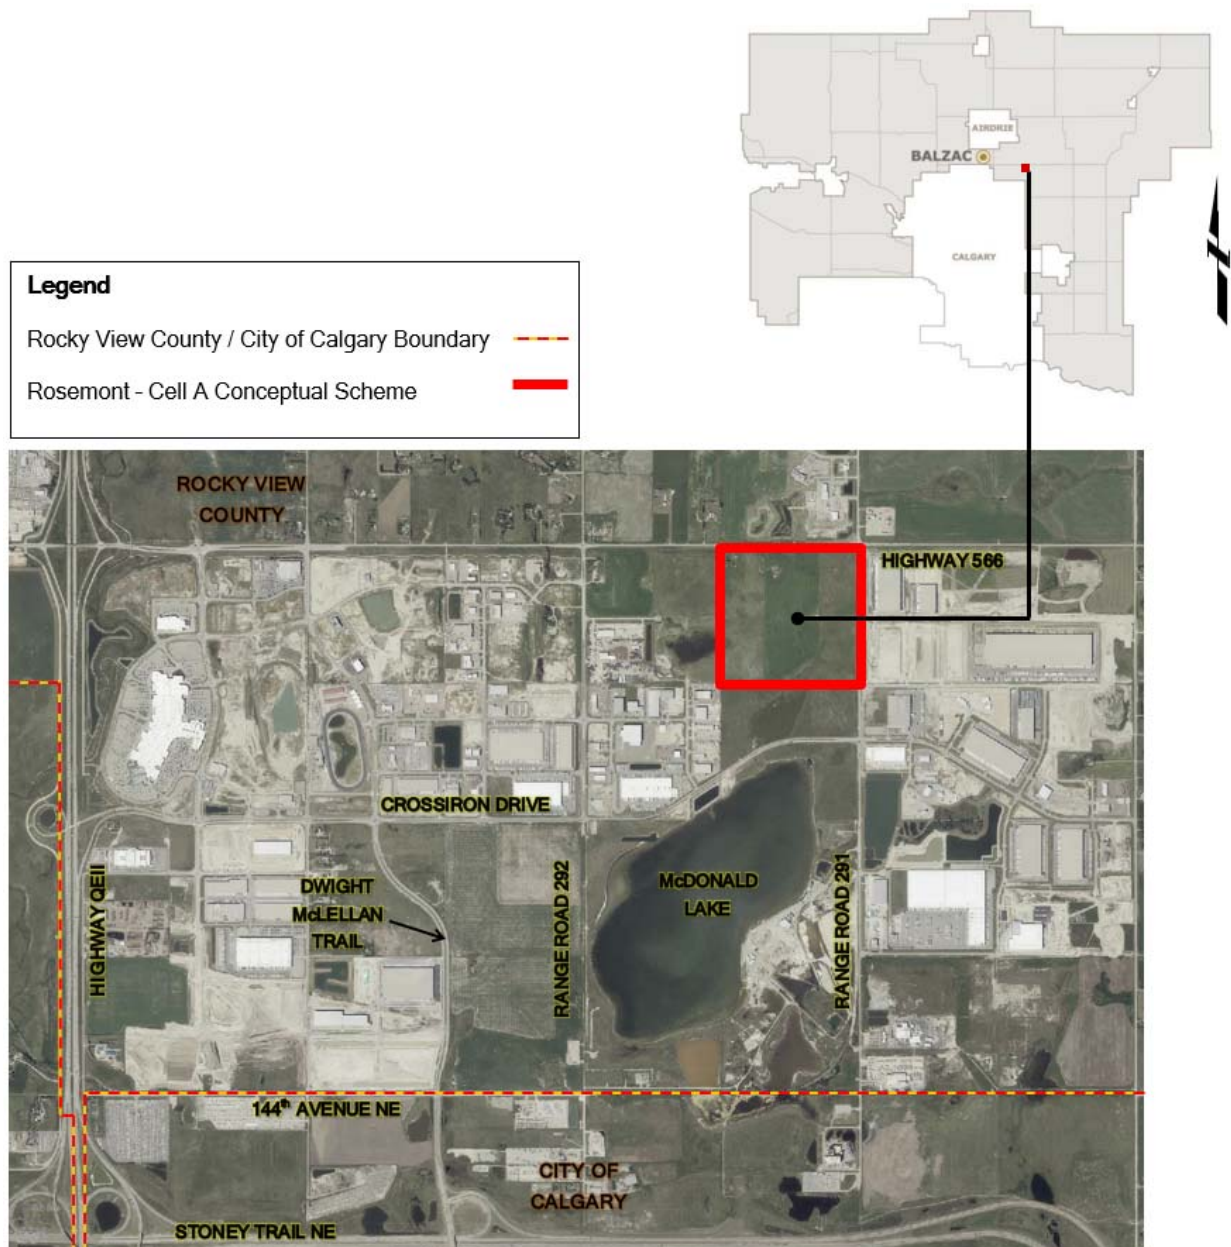 AIRDRIE
BALZAC
CALGARY
Legend
Rocky View County / City of Calgary Boundary
Rosemont - Cell A Conceptual Scheme
ROCKY VIEW
COUNTY
HIGHWAY 566
CROSSIRON DRIVE
HIGHWAY QEII
DWIGHT
McLELLAN
TRAIL
RANGE ROAD 292
McDONALD
LAKE
RANGE ROAD 291
144th AVENUE NE
CITY OF
CALGARY
STONEY TRAIL NE